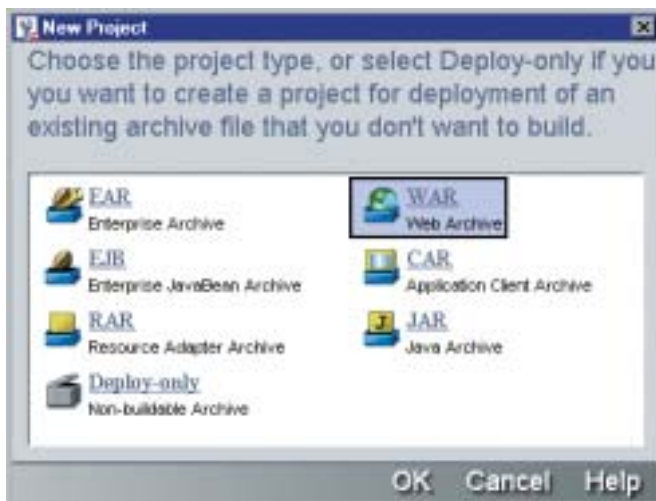 New Project
Choose the project type, or select Deploy-only if you
you want to create a project for deployment of an
existing archive file that you don't want to build.
EAR
Enterprise Archive
WAR
Web Archive
EJB
Enterprise JavaBean Archive
CAR
Application Client Archive
RAR
Resource Adapter Archive
JAR
Java Archive
Deploy-only
Non-buildable Archive
OK Cancel Help